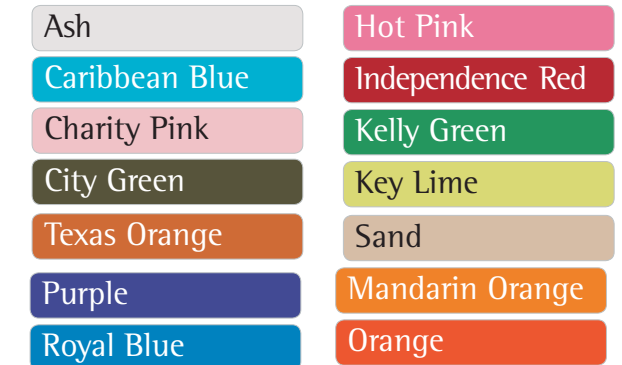 Ash
Caribbean Blue
Charity Pink
City Green
Texas Orange
Purple
Royal Blue
Hot Pink
Independence Red
Kelly Green
Key Lime
Sand
Mandarin Orange
Orange